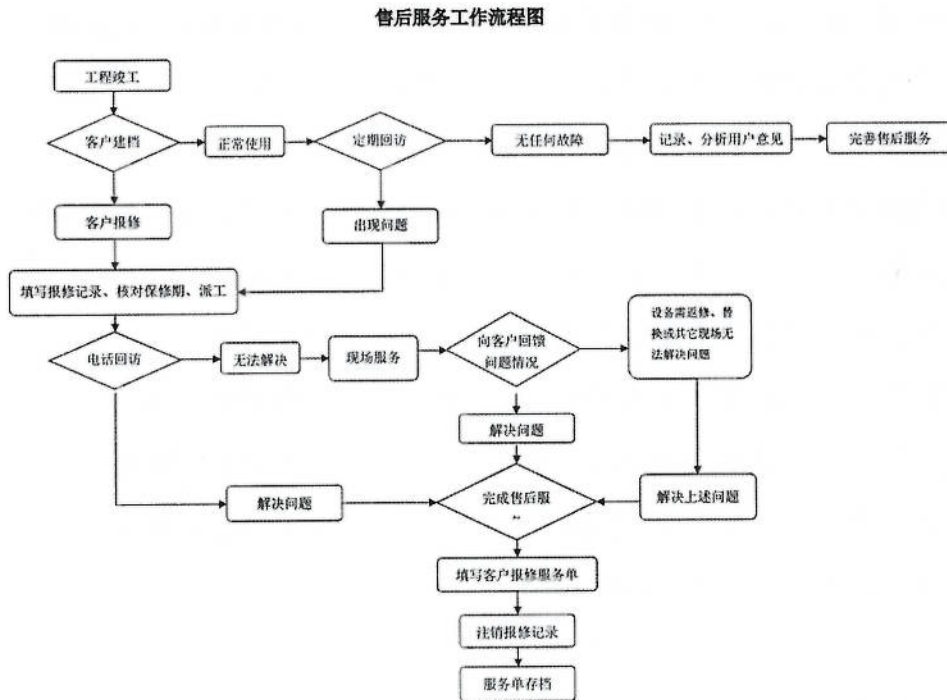 售后服务工作流程图
工程竣工
客户建档
正常使用
定期回访
无任何故障
记录、分析用户意见
完善售后服务
客户报修
出现问题
填写报修记录、核对保修期、派工
电话回访
无法解决
现场服务
向客户回馈
问题情况
设备需返修、替
换或其它现场无
法解决问题
解决问题
解决问题
完成售后服
解决上述问题
填写客户报修服务单
注销报修记录
服务单存档